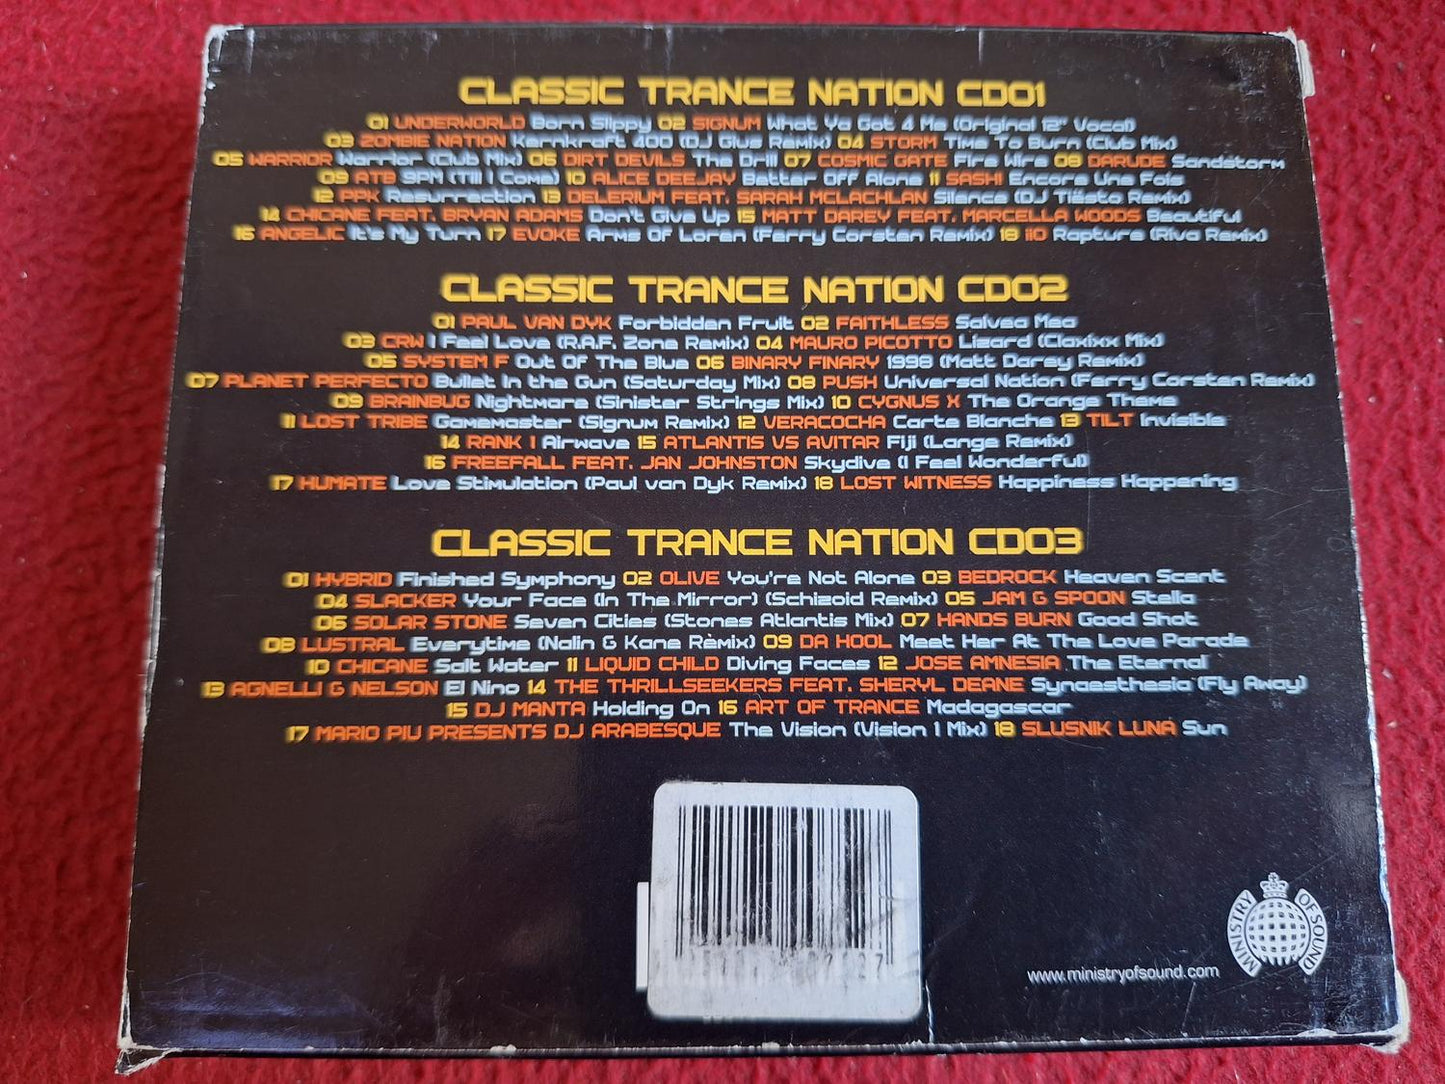 CLASSIC TRANCE NATION CD01
01 UNDERWORLD Born Slippy 02 SIGNUM What Ya Got 4 Me (Original 12" Vocal)
03 ZOMBIE NATION Kernkraft 400 (DJ Gius Remix) 04 STORM Time To Burn (Club Mix)
05 WARRIOR Warrior (Club Mix) 06 DIRT DEVILS The Drill 07 COSMIC GATE Fire Wire 08 DARUDE Sandstorm
09 ATB 9PM (Till I Come) 10 ALICE DEEJAY Better Off Alone 11 SASH! Encore Une Fois
12 PPK Resurrection 13 DELERIUM FEAT. SARAH MCLACHLAN Silence (DJ Tiësto Remix)
14 CHICANE FEAT. BRYAN ADAMS Don't Give Up 15 MATT DAREY FEAT. MARCELLA WOODS Beautiful
16 ANGELIC It's My Turn 17 EVOKE Arms Of Loren (Ferry Corsten Remix) 18 iiO Rapture (Riva Remix)
CLASSIC TRANCE NATION CD02
01 PAUL VAN DYK Forbidden Fruit 02 FAITHLESS Salvea Mea
03 CRW I Feel Love (R.A.F. Zone Remix) 04 MAURO PICOTTO Lizard (Claxixx Mix)
05 SYSTEM F Out Of The Blue 06 BINARY FINARY 1998 (Matt Darey Remix)
07 PLANET PERFECTO Bullet In the Gun (Saturday Mix) 08 PUSH Universal Nation (Ferry Corsten Remix)
09 BRAINBUG Nightmare (Sinister Strings Mix) 10 CYGNUS X The Orange Theme
11 LOST TRIBE Gamemaster (Signum Remix) 12 VERACOCHA Carte Blanche 13 TILT Invisible
14 RANK 1 Airwave 15 ATLANTIS VS AVITAR Fiji (Lange Remix)
16 FREEFALL FEAT. JAN JOHNSTON Skydive (I Feel Wonderful)
17 HUMATE Love Stimulation (Paul van Dyk Remix) 18 LOST WITNESS Happiness Happening
CLASSIC TRANCE NATION CD03
01 HYBRID Finished Symphony 02 OLIVE You're Not Alone 03 BEDROCK Heaven Scent
04 SLACKER Your Face (In The Mirror) (Schizoid Remix) 05 JAM & SPOON Stella
06 SOLAR STONE Seven Cities (Stones Atlantis Mix) 07 HANDS BURN Good Shot
08 LUSTRAL Everytime (Nalin & Kane Rèmix) 09 DA HOOL Meet Her At The Love Parade
10 CHICANE Salt Water 11 LIQUID CHILD Diving Faces 12 JOSE AMNESIA The Eternal
13 AGNELLI & NELSON El Nino 14 THE THRILLSEEKERS FEAT. SHERYL DEANE Synaesthesia (Fly Away)
15 DJ MANTA Holding On 16 ART OF TRANCE Madagascar
17 MARIO PIU PRESENTS DJ ARABESQUE The Vision (Vision 1 Mix) 18 SLUSNIK LUNA Sun
MINISTRY OF SOUND
www.ministryofsound.com